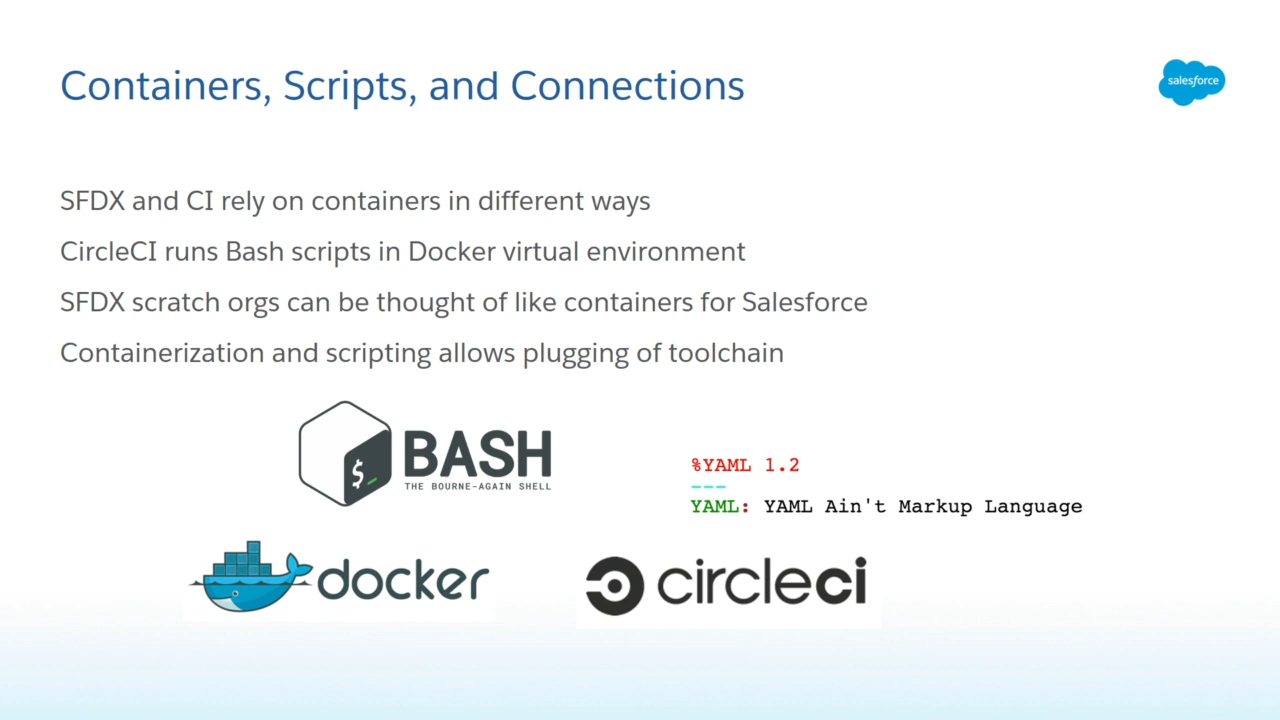 Containers, Scripts, and Connections
salesforce
SFDX and CI rely on containers in different ways
CircleCI runs Bash scripts in Docker virtual environment
SFDX scratch orgs can be thought of like containers for Salesforce
Containerization and scripting allows plugging of toolchain
$_
BASH
THE BOURNE-AGAIN SHELL
%YAML 1.2
---
YAML: YAML Ain't Markup Language
docker
circleci